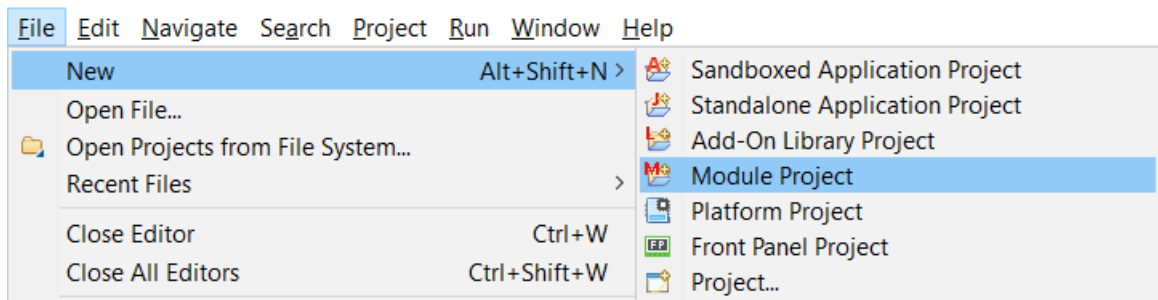 File Edit Navigate Search Project Run Window Help
New Alt+Shift+N >
Open File...
Open Projects from File System...
Recent Files >
Close Editor Ctrl+W
Close All Editors Ctrl+Shift+W
Sandboxed Application Project
Standalone Application Project
Add-On Library Project
Module Project
Platform Project
FP Front Panel Project
Project...